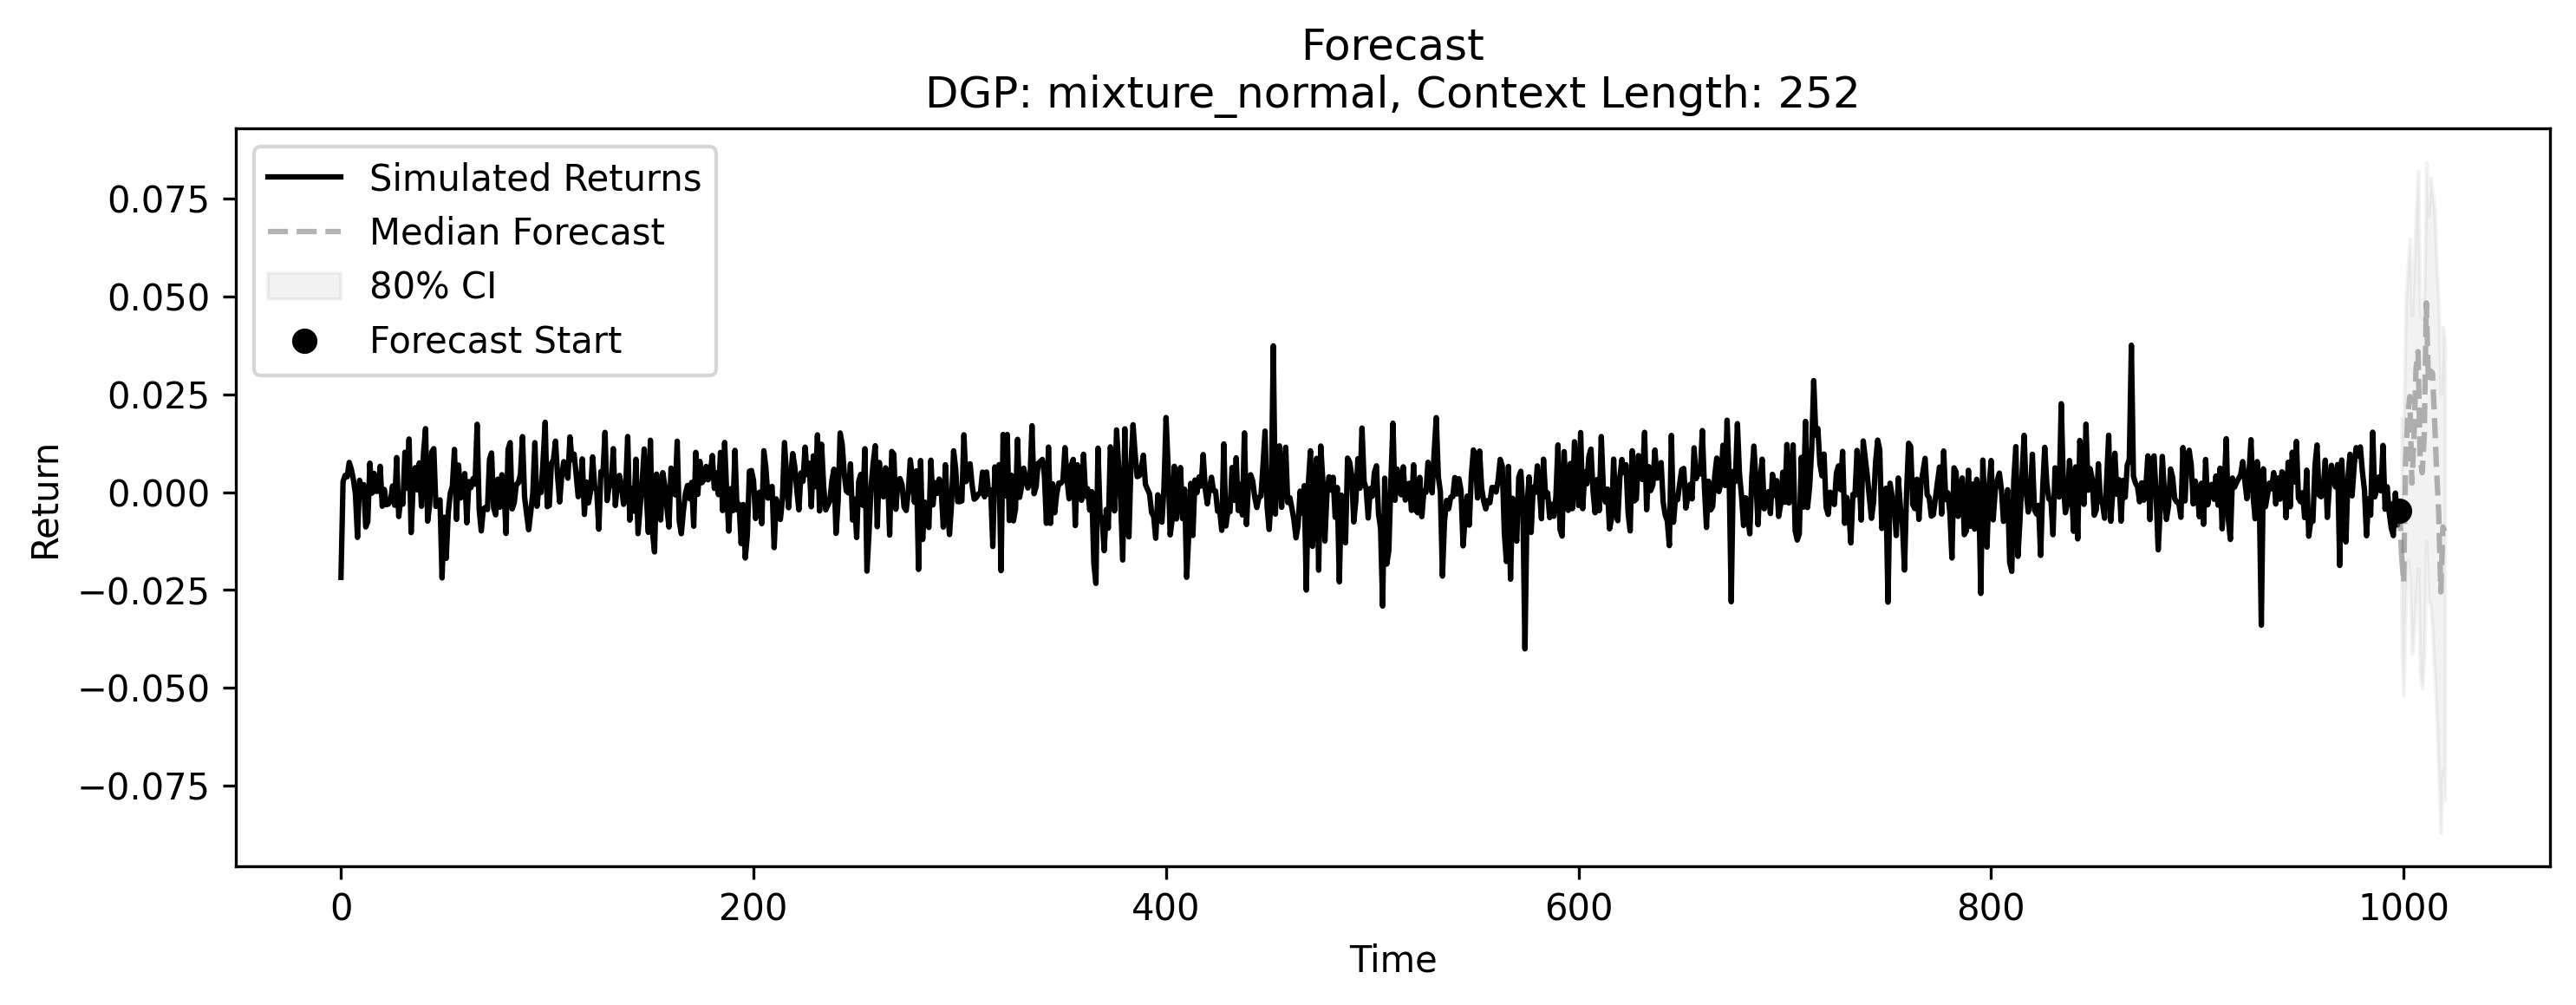 Forecast
DGP: mixture_normal, Context Length: 252
Simulated Returns
Median Forecast
80% CI
Forecast Start
Return
0.075
0.050
0.025
0.000
−0.025
−0.050
−0.075
0
200
400
600
800
1000
Time